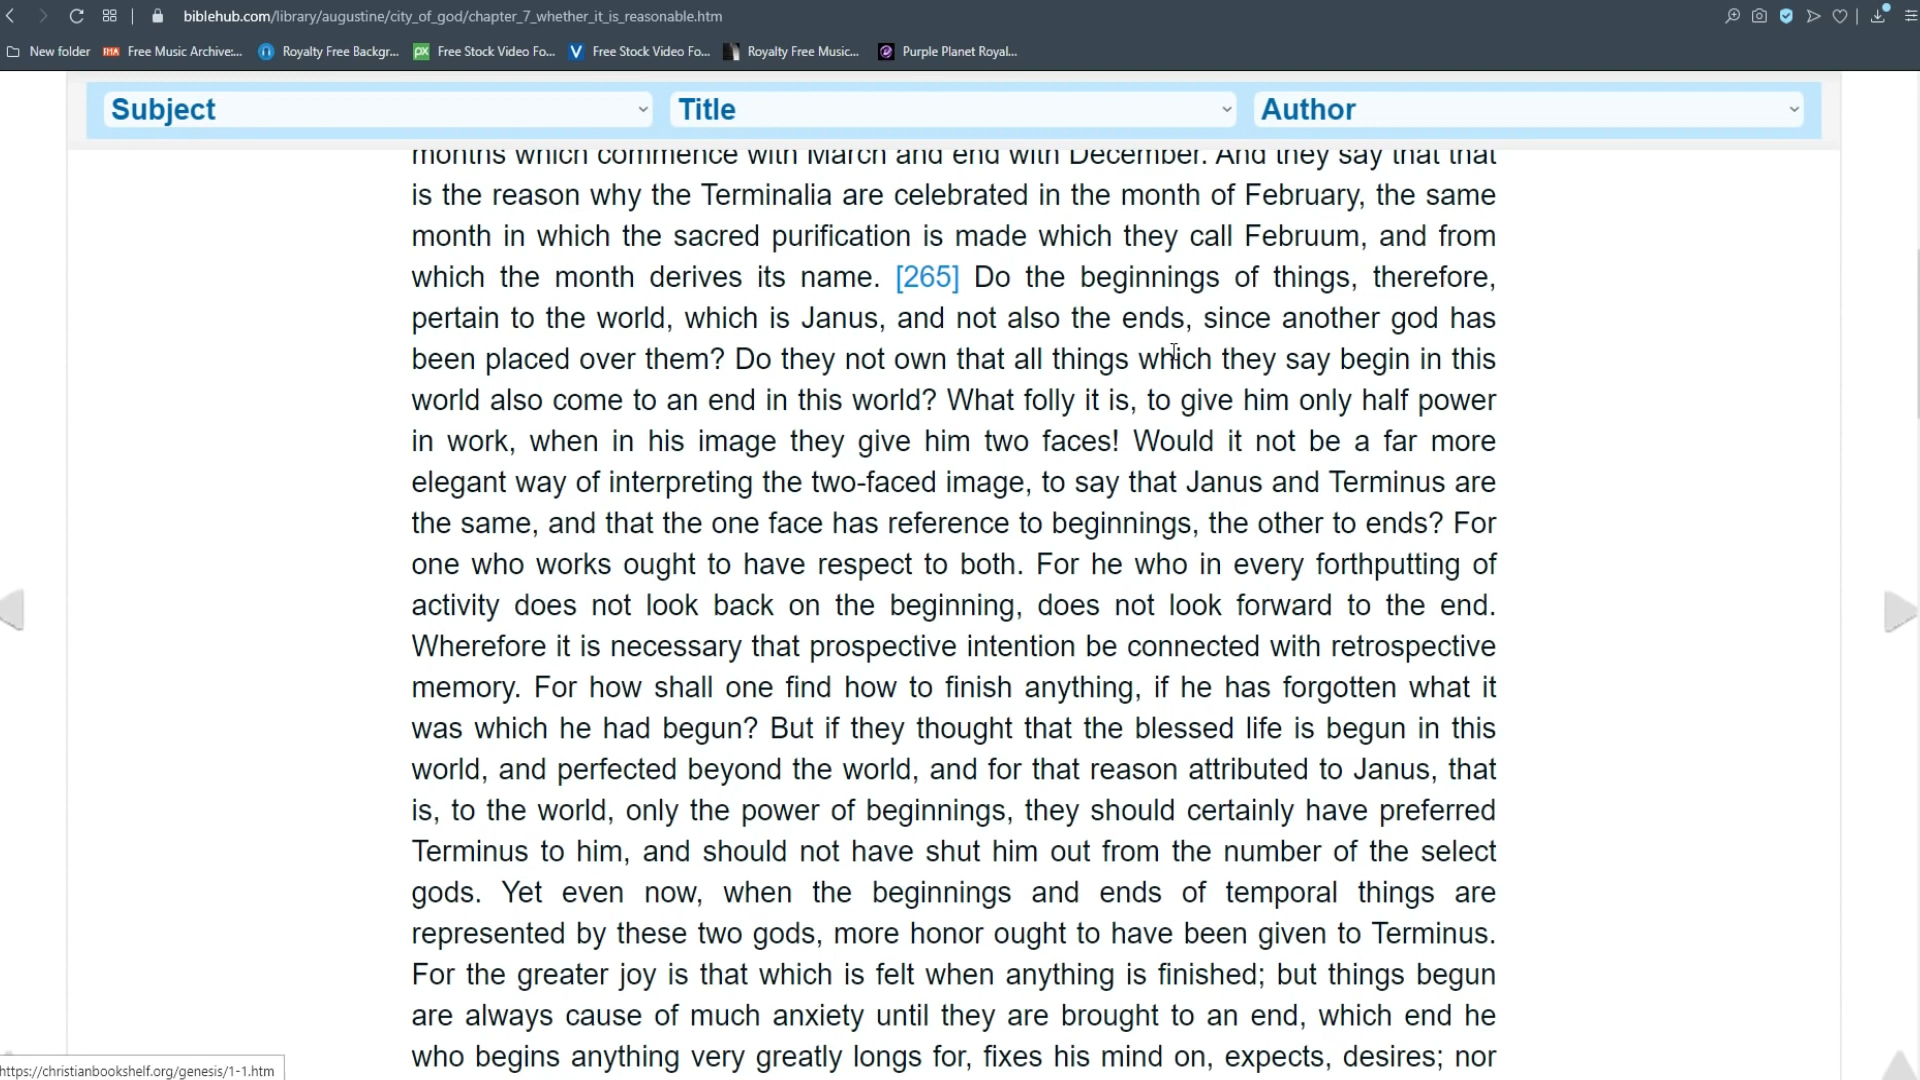 biblehub.com/library/augustine/city_of_god/chapter_7_whether_it_is_reasonable.htm
New folder FMA Free Music Archive:... Royalty Free Backgr... px Free Stock Video Fo... V Free Stock Video Fo... Royalty Free Music... Purple Planet Royal...
Subject Title Author
months which commence with March and end with December. And they say that that
is the reason why the Terminalia are celebrated in the month of February, the same
month in which the sacred purification is made which they call Februum, and from
which the month derives its name. [265] Do the beginnings of things, therefore,
pertain to the world, which is Janus, and not also the ends, since another god has
been placed over them? Do they not own that all things which they say begin in this
world also come to an end in this world? What folly it is, to give him only half power
in work, when in his image they give him two faces! Would it not be a far more
elegant way of interpreting the two-faced image, to say that Janus and Terminus are
the same, and that the one face has reference to beginnings, the other to ends? For
one who works ought to have respect to both. For he who in every forthputting of
activity does not look back on the beginning, does not look forward to the end.
Wherefore it is necessary that prospective intention be connected with retrospective
memory. For how shall one find how to finish anything, if he has forgotten what it
was which he had begun? But if they thought that the blessed life is begun in this
world, and perfected beyond the world, and for that reason attributed to Janus, that
is, to the world, only the power of beginnings, they should certainly have preferred
Terminus to him, and should not have shut him out from the number of the select
gods. Yet even now, when the beginnings and ends of temporal things are
represented by these two gods, more honor ought to have been given to Terminus.
For the greater joy is that which is felt when anything is finished; but things begun
are always cause of much anxiety until they are brought to an end, which end he
who begins anything very greatly longs for, fixes his mind on, expects, desires; nor
https://christianbookshelf.org/genesis/1-1.htm